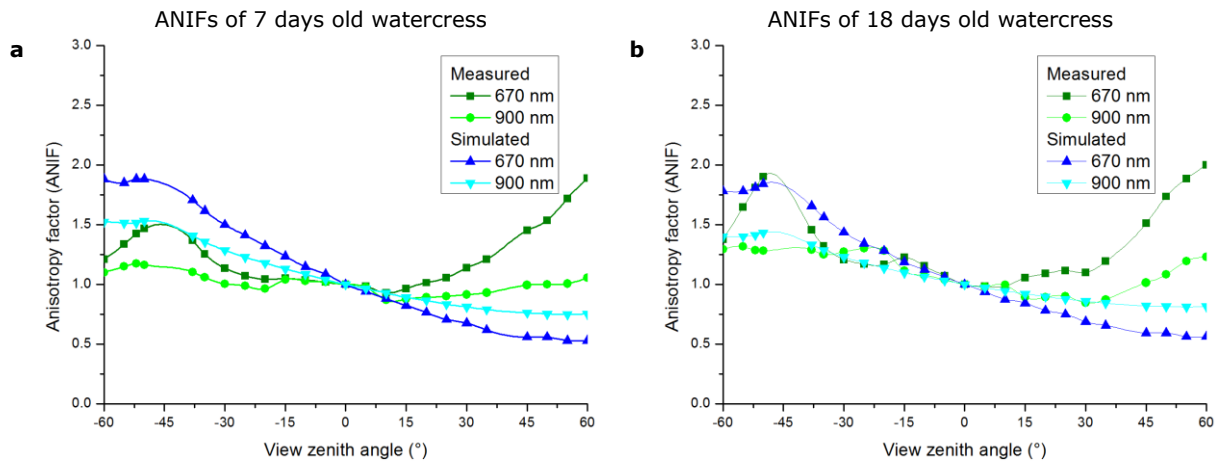 ANIFs of 7 days old watercress
a
3.0
2.5
2.0
1.5
1.0
0.5
0.0
Anisotropy factor (ANIF)
Measured
670 nm
900 nm
Simulated
670 nm
900 nm
-60 -45 -30 -15 0 15 30 45 60
View zenith angle (°)
ANIFs of 18 days old watercress
b
3.0
2.5
2.0
1.5
1.0
0.5
0.0
Anisotropy factor (ANIF)
Measured
670 nm
900 nm
Simulated
670 nm
900 nm
-60 -45 -30 -15 0 15 30 45 60
View zenith angle (°)